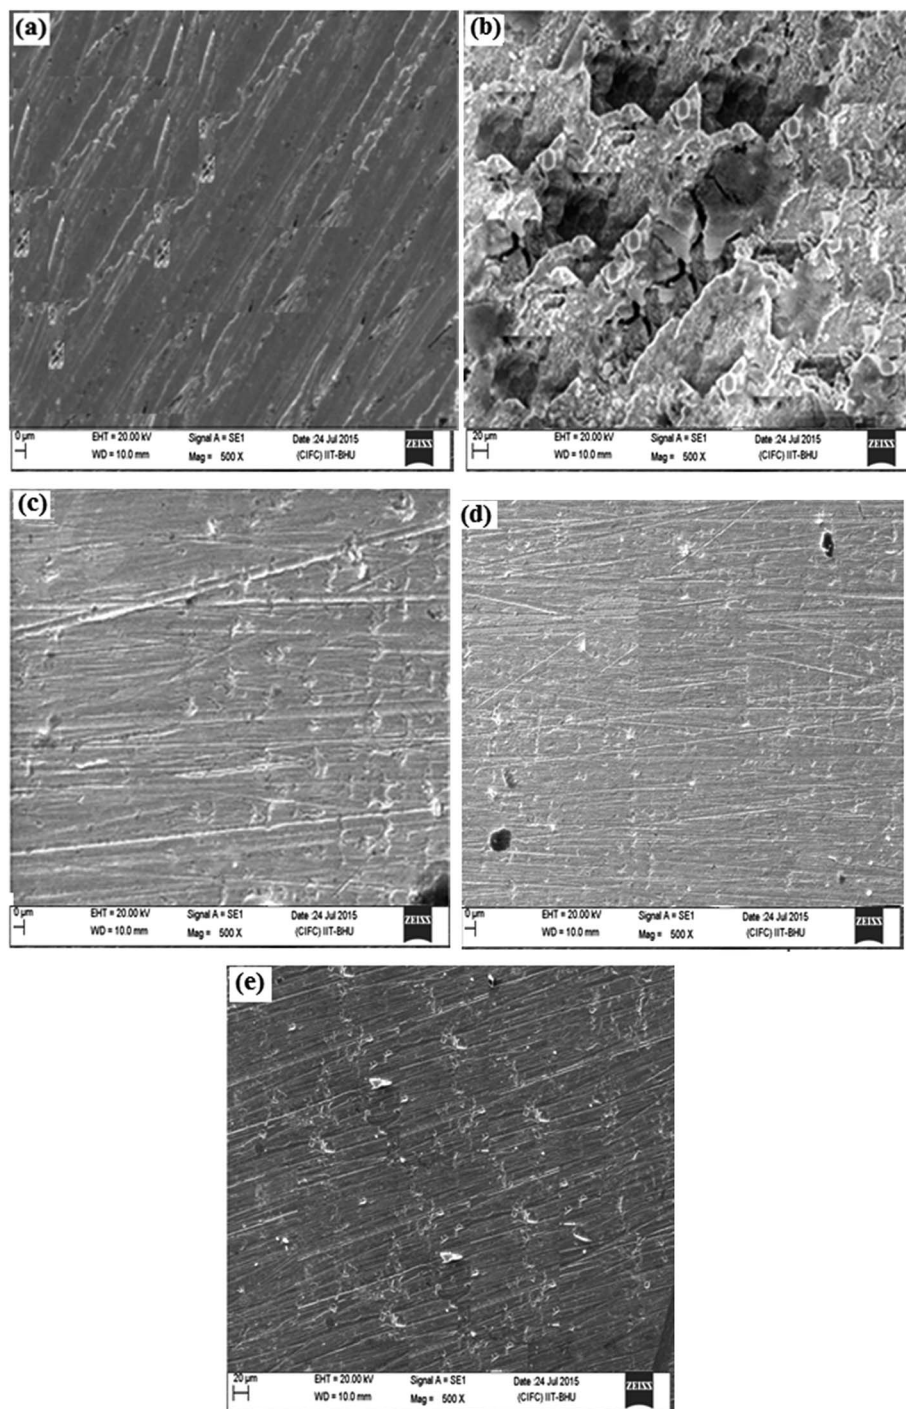 (a)
(b)
0 µm
EHT = 20.00 kV
Signal A = SE1
Date :24 Jul 2015
ZEISS
WD = 10.0 mm
Mag = 500 X
(CIFC) IIT-BHU
20 µm
EHT = 20.00 kV
Signal A = SE1
Date :24 Jul 2015
ZEISS
WD = 10.0 mm
Mag = 500 X
(CIFC) IIT-BHU
(c)
(d)
0 µm
EHT = 20.00 kV
Signal A = SE1
Date :24 Jul 2015
ZEISS
WD = 10.0 mm
Mag = 500 X
(CIFC) IIT-BHU
0 µm
EHT = 20.00 kV
Signal A = SE1
Date :24 Jul 2015
ZEISS
WD = 10.0 mm
Mag = 500 X
(CIFC) IIT-BHU
(e)
20 µm
EHT = 20.00 kV
Signal A = SE1
Date :24 Jul 2015
ZEISS
WD = 10.0 mm
Mag = 500 X
(CIFC) IIT-BHU